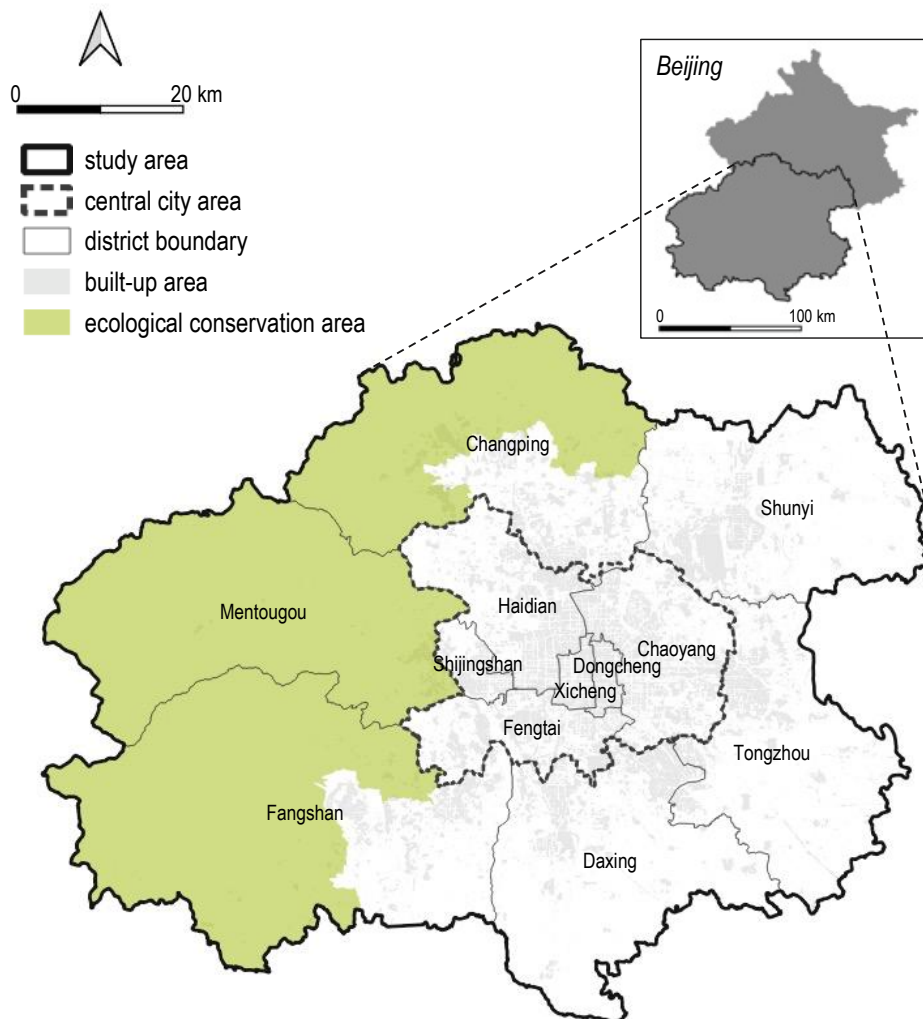 0 20 km
study area
central city area
district boundary
built-up area
ecological conservation area
Beijing
0 100 km
Changping
Shunyi
Mentougou
Haidian
Chaoyang
Shijingshan
Dongcheng
Xicheng
Fengtai
Tongzhou
Fangshan
Daxing